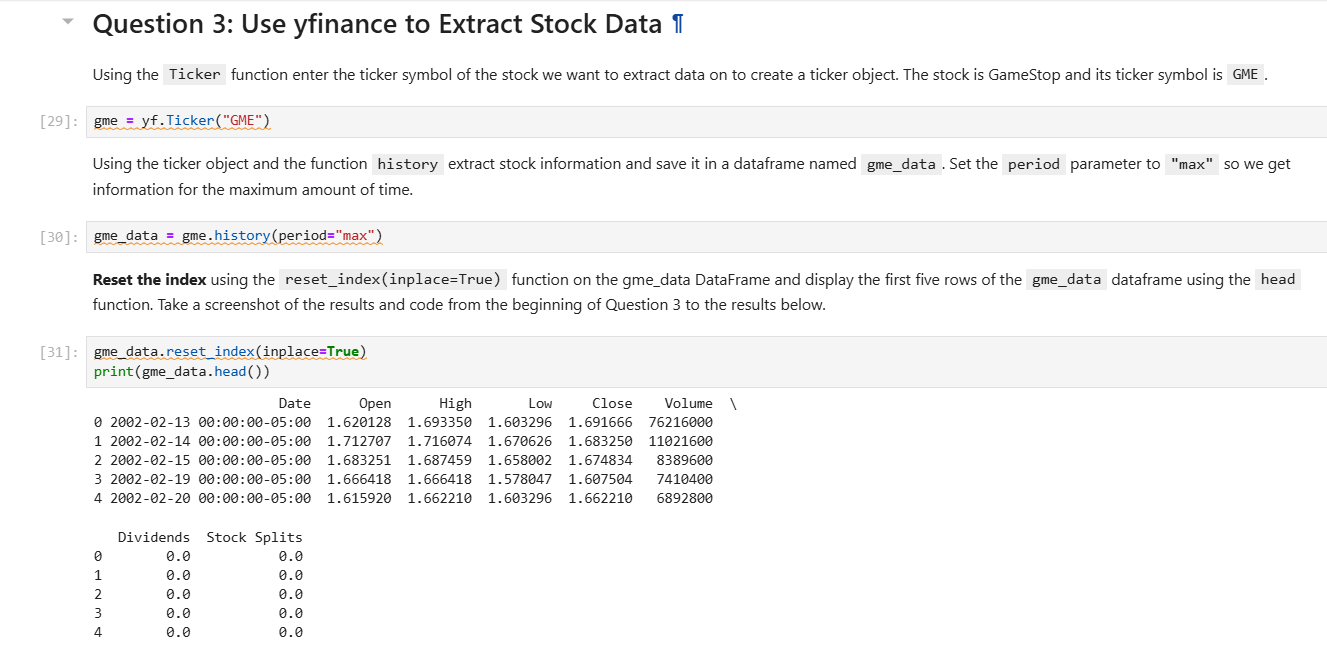 Question 3: Use yfinance to Extract Stock Data ¶
Using the Ticker function enter the ticker symbol of the stock we want to extract data on to create a ticker object. The stock is GameStop and its ticker symbol is GME .
[29]: gme = yf.Ticker("GME")
Using the ticker object and the function history extract stock information and save it in a dataframe named gme_data . Set the period parameter to "max" so we get
information for the maximum amount of time.
[30]: gme_data = gme.history(period="max")
Reset the index using the reset_index(inplace=True) function on the gme_data DataFrame and display the first five rows of the gme_data dataframe using the head
function. Take a screenshot of the results and code from the beginning of Question 3 to the results below.
[31]: gme_data.reset_index(inplace=True)
print(gme_data.head())
Date Open High Low Close Volume \
0 2002-02-13 00:00:00-05:00 1.620128 1.693350 1.603296 1.691666 76216000
1 2002-02-14 00:00:00-05:00 1.712707 1.716074 1.670626 1.683250 11021600
2 2002-02-15 00:00:00-05:00 1.683251 1.687459 1.658002 1.674834 8389600
3 2002-02-19 00:00:00-05:00 1.666418 1.666418 1.578047 1.607504 7410400
4 2002-02-20 00:00:00-05:00 1.615920 1.662210 1.603296 1.662210 6892800
Dividends Stock Splits
0 0.0 0.0
1 0.0 0.0
2 0.0 0.0
3 0.0 0.0
4 0.0 0.0